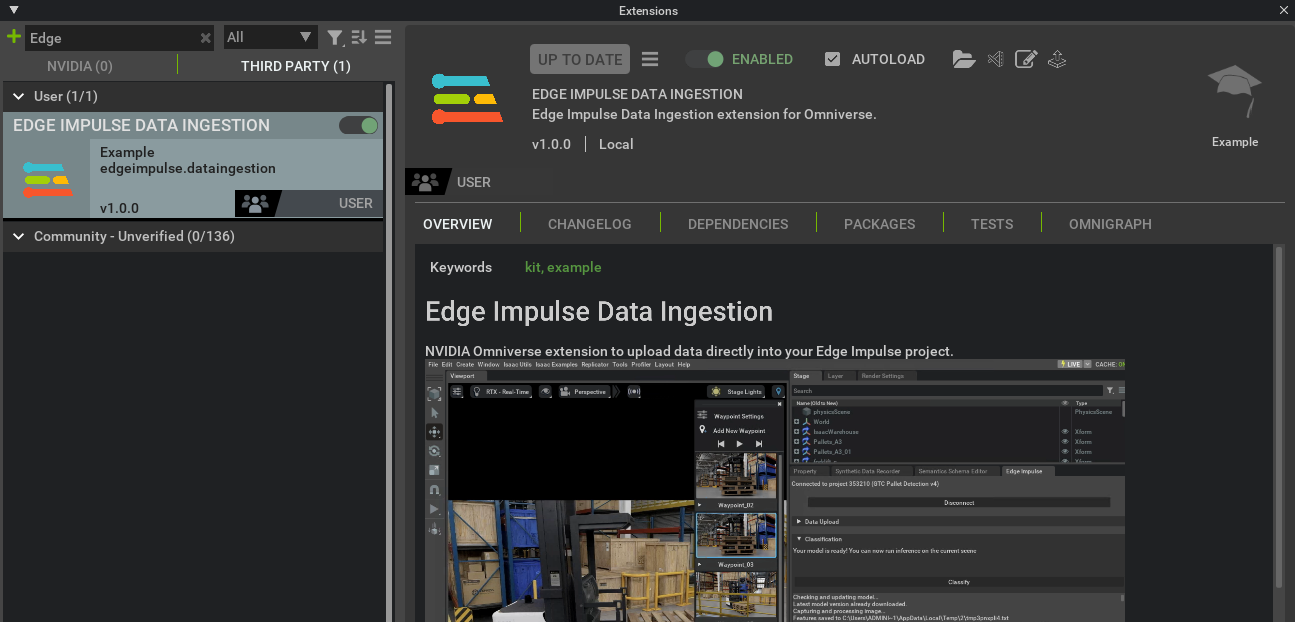 Extensions
Edge
All
NVIDIA (0)
THIRD PARTY (1)
User (1/1)
EDGE IMPULSE DATA INGESTION
Example
edgeimpulse.dataingestion
v1.0.0
USER
Community - Unverified (0/136)
UP TO DATE
ENABLED
AUTOLOAD
EDGE IMPULSE DATA INGESTION
Edge Impulse Data Ingestion extension for Omniverse.
v1.0.0
Local
Example
USER
OVERVIEW
CHANGELOG
DEPENDENCIES
PACKAGES
TESTS
OMNIGRAPH
Keywords
kit, example
Edge Impulse Data Ingestion
NVIDIA Omniverse extension to upload data directly into your Edge Impulse project.
File Edit Create Window Isaac Utils Isaac Examples Replicator Tools Profiler Layout Help
LIVE
CACHE:
Viewport
RTX - Real-Time
Perspective
Stage Lights
Waypoint Settings
Add New Waypoint
Waypoint_02
Waypoint_03
Stage
Layer
Render Settings
Search
Name (Old to New)
Type
physicsScene
PhysicsScene
World
IsaacWarehouse
Xform
Pallets_A3
Xform
Pallets_A3_01
Xform
Xform
Property
Synthetic Data Recorder
Semantics Schema Editor
Edge Impulse
Connected to project 353210 (GTC Pallet Detection v4)
Disconnect
Data Upload
Classification
Your model is ready! You can now run inference on the current scene
Classify
Checking and updating model...
Latest model version already downloaded.
Capturing and processing image...
Features saved to